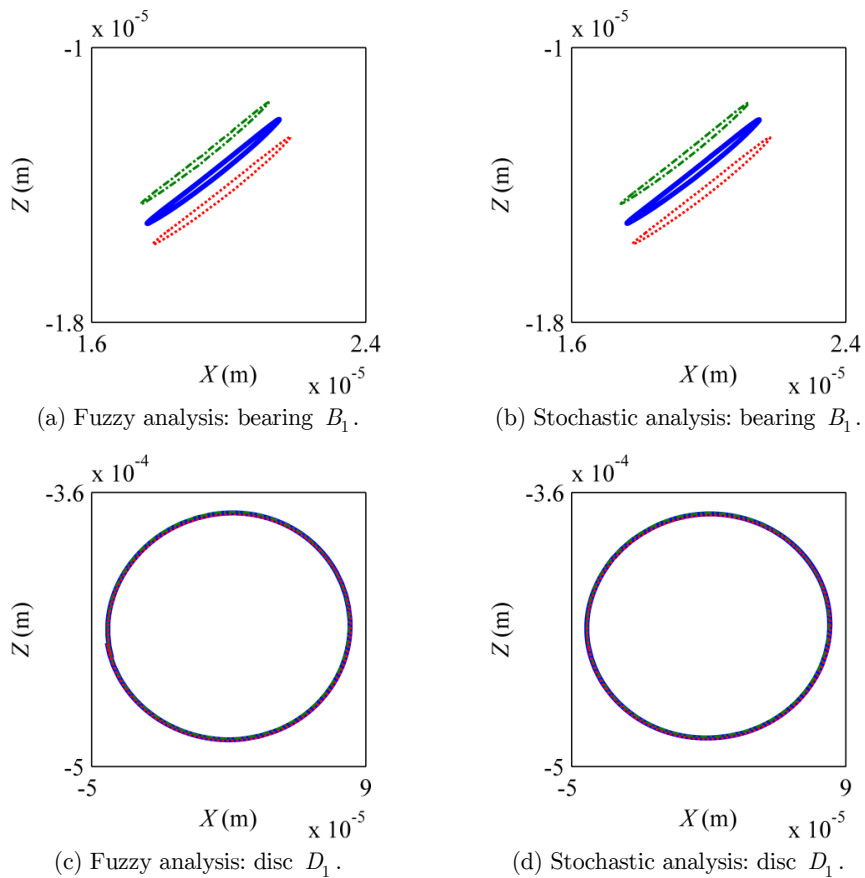 x 10⁻⁵
-1
Z (m)
-1.8
1.6
2.4
X (m)
x 10⁻⁵
(a) Fuzzy analysis: bearing B₁.
x 10⁻⁵
-1
Z (m)
-1.8
1.6
2.4
X (m)
x 10⁻⁵
(b) Stochastic analysis: bearing B₁.
x 10⁻⁴
-3.6
Z (m)
-5
-5
9
X (m)
x 10⁻⁵
(c) Fuzzy analysis: disc D₁.
x 10⁻⁴
-3.6
Z (m)
-5
-5
9
X (m)
x 10⁻⁵
(d) Stochastic analysis: disc D₁.